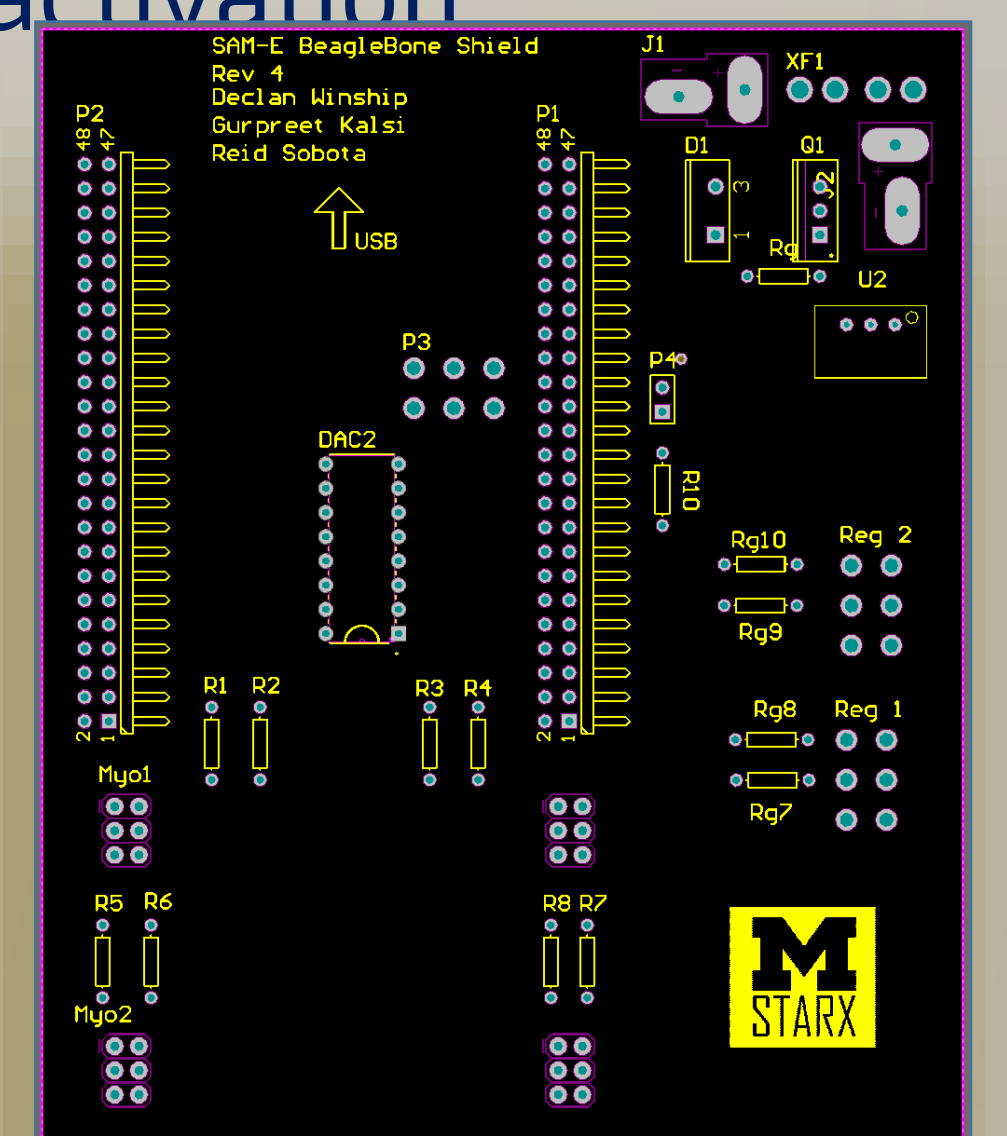 activation
SAM-E BeagleBone Shield
Rev 4
Declan Winship
Gurpreet Kalsi
Reid Sobota
USB
J1
XF1
P2
48 47
P1
48 47
D1
3
1
Q1
J2
Rg
U2
P3
P4
DAC2
R10
Rg10
Reg 2
Rg9
R1
R2
R3
R4
2 1
2 1
Rg8
Reg 1
Rg7
Myo1
R5
R6
R8
R7
Myo2
M
STARX